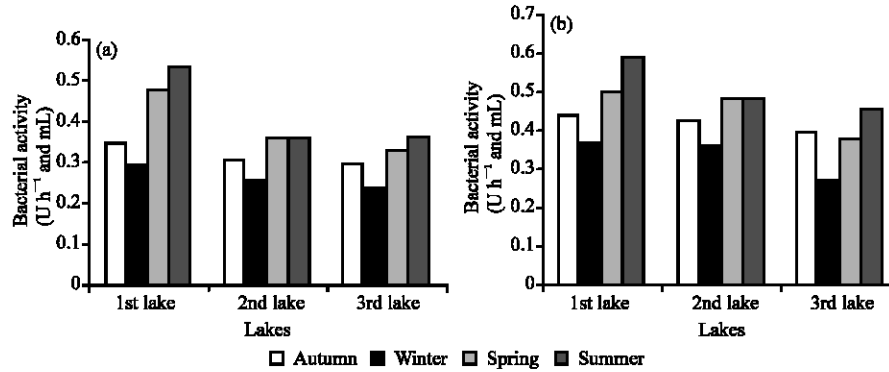 (a)
0.6
0.5
0.4
0.3
0.2
0.1
0
Bacterial activity
(U h⁻¹ and mL)
1st lake 2nd lake 3rd lake
Lakes
(b)
0.7
0.6
0.5
0.4
0.3
0.2
0.1
0
Bacterial activity
(U h⁻¹ and mL)
1st lake 2nd lake 3rd lake
Lakes
Autumn Winter Spring Summer